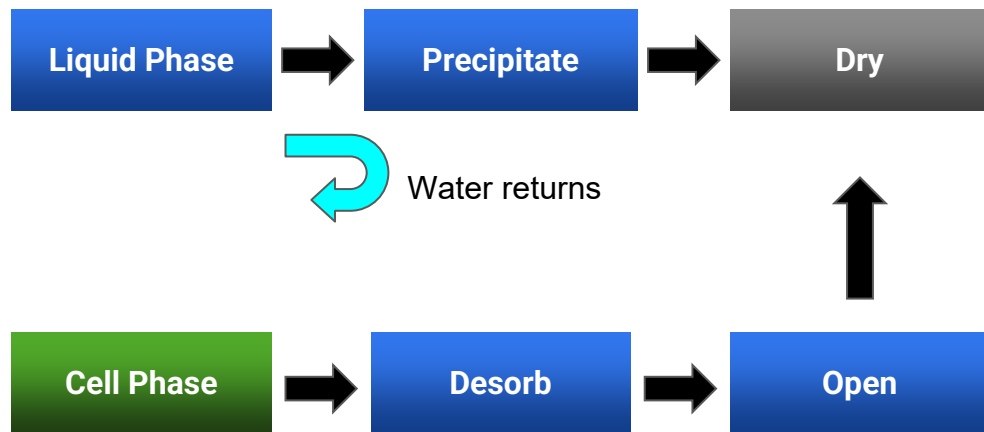 Liquid Phase
Precipitate
Dry
Water returns
Cell Phase
Desorb
Open